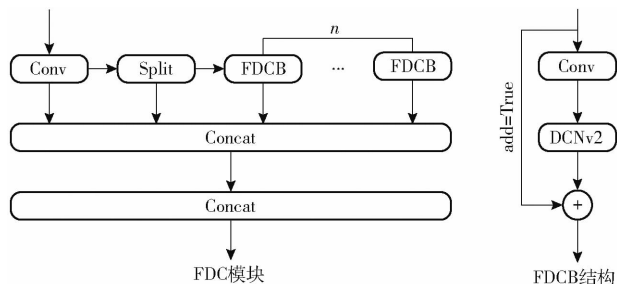 n
Conv
Split
FDCB
...
FDCB
Concat
Concat
FDC模块
add=True
Conv
DCNv2
+
FDCB结构